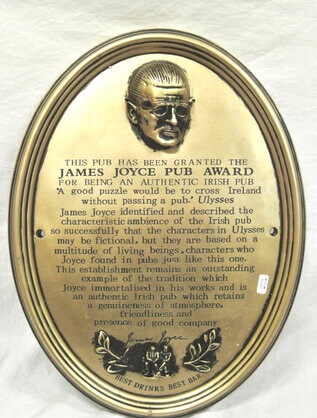 THIS PUB HAS BEEN GRANTED THE
JAMES JOYCE PUB AWARD
FOR BEING AN AUTHENTIC IRISH PUB
'A good puzzle would be to cross Ireland
without passing a pub.' Ulysses
James Joyce identified and described the
characteristic ambience of the Irish pub
so successfully that the characters in Ulysses
may be fictional, but they are based on a
multitude of living beings, characters who
Joyce found in pubs just like this one.
This establishment remains an outstanding
example of the tradition which
Joyce immortalised in his works and is
an authentic Irish pub which retains
a genuineness of atmosphere,
friendliness and
presence of good company
James Joyce
BEST DRINKS BEST BAR